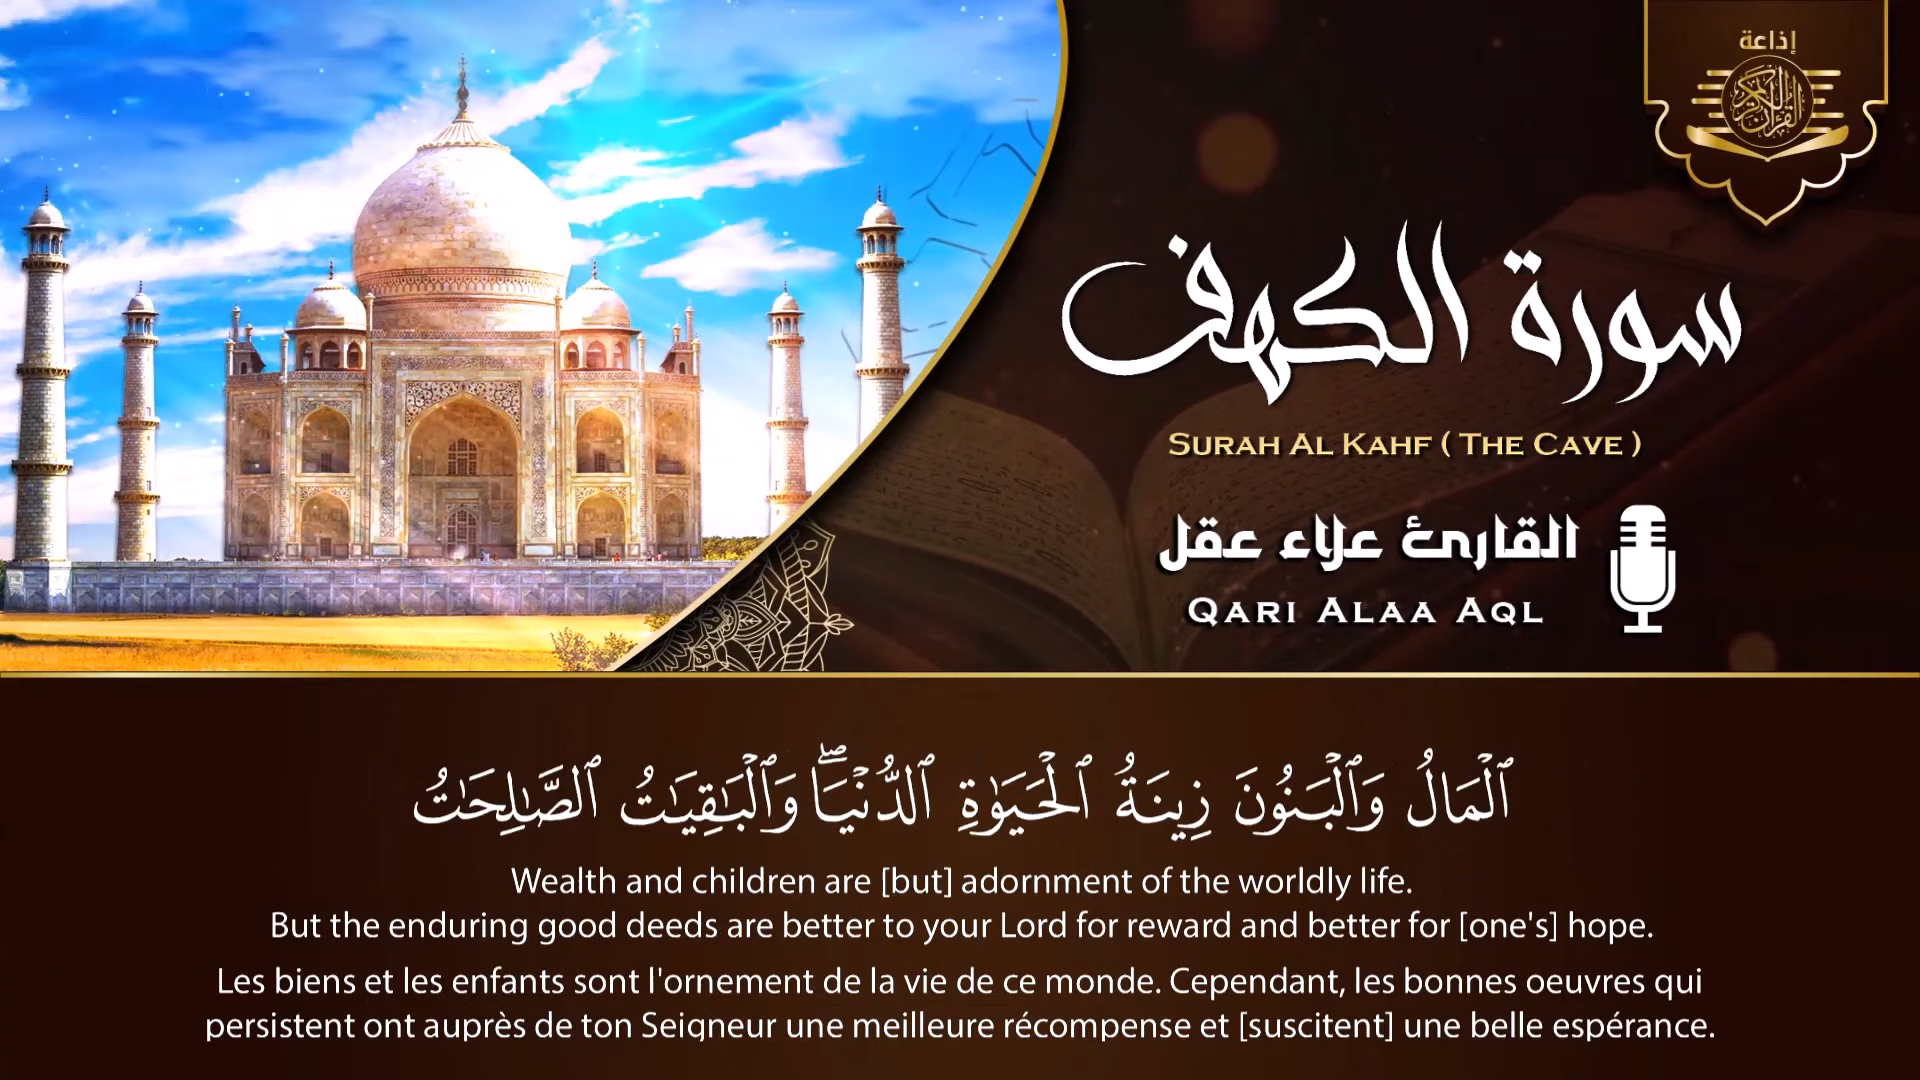 إذاعة
القرآن الكريم
سورة الكهف
SURAH AL KAHF ( THE CAVE )
القارئ علاء عقل
QARI ALAA AQL
ٱلْمَالُ وَٱلْبَنُونَ زِينَةُ ٱلْحَيَوٰةِ ٱلدُّنْيَاۖ وَٱلْبَـٰقِيَـٰتُ ٱلصَّـٰلِحَـٰتُ
Wealth and children are [but] adornment of the worldly life.
But the enduring good deeds are better to your Lord for reward and better for [one's] hope.
Les biens et les enfants sont l'ornement de la vie de ce monde. Cependant, les bonnes oeuvres qui
persistent ont auprès de ton Seigneur une meilleure récompense et [suscitent] une belle espérance.